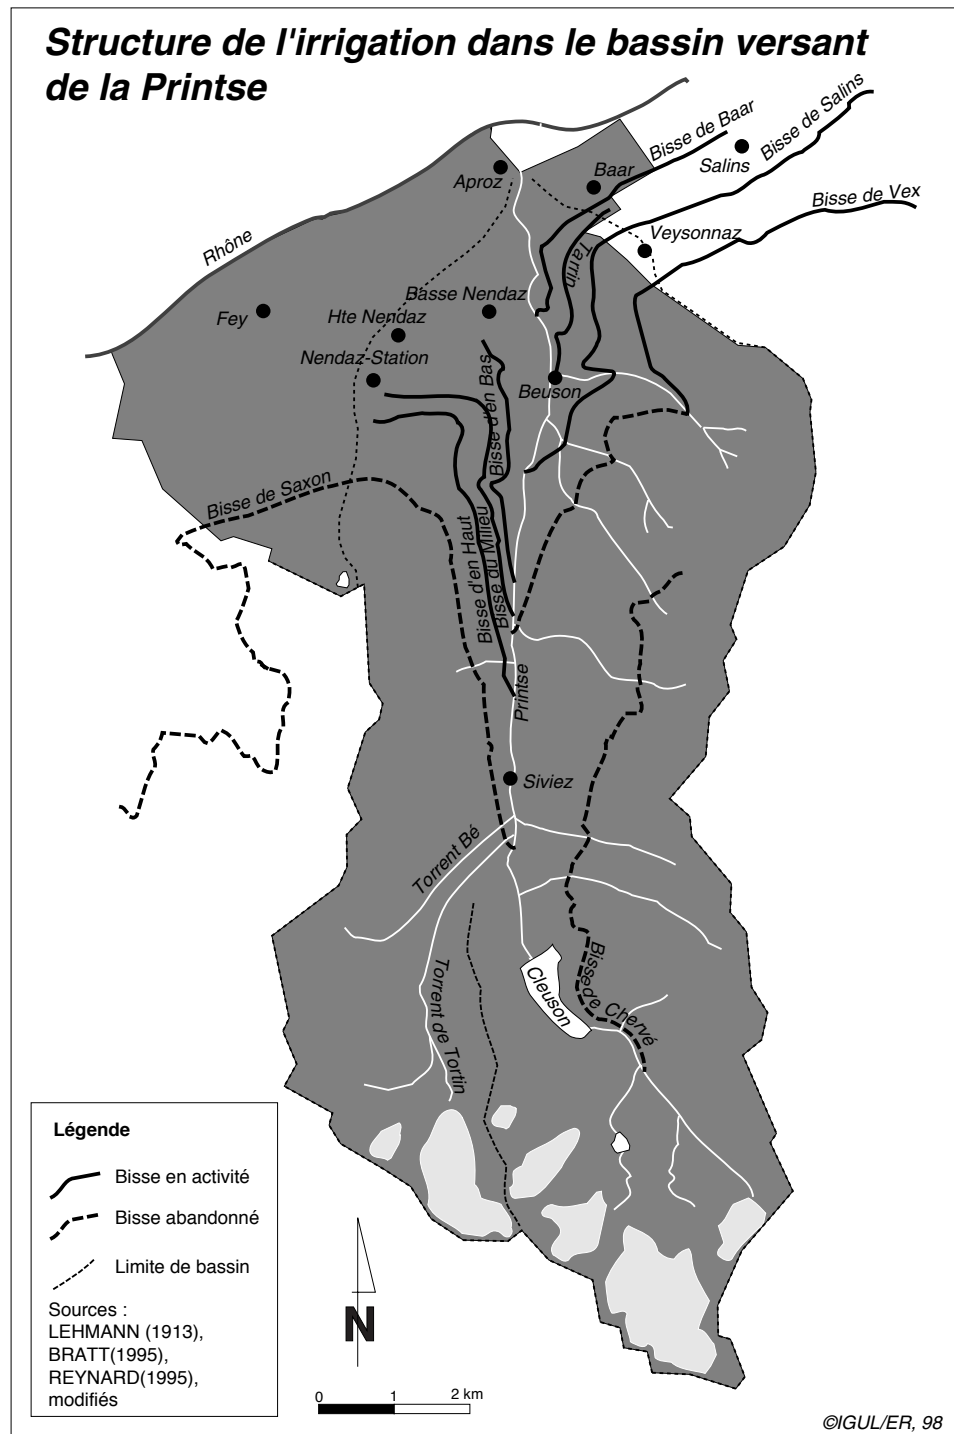 Structure de l'irrigation dans le bassin versant
de la Printse
Bisse de Baar
Bisse de Salins
Salins
Baar
Aproz
Bisse de Vex
Veysonnaz
Rhône
Tarrin
Basse Nendaz
Fey
Hte Nendaz
Nendaz-Station
Beuson
Bisse d'en Bas
Bisse de Saxon
Bisse d'en Haut
Bisse du Milieu
Printse
Siviez
Torrent Bé
Torrent de Tortin
Cleuson
Bisse de Chervé
Légende
Bisse en activité
Bisse abandonné
Limite de bassin
Sources :
LEHMANN (1913),
BRATT(1995),
REYNARD(1995),
modifiés
N
0 1 2 km
©IGUL/ER, 98